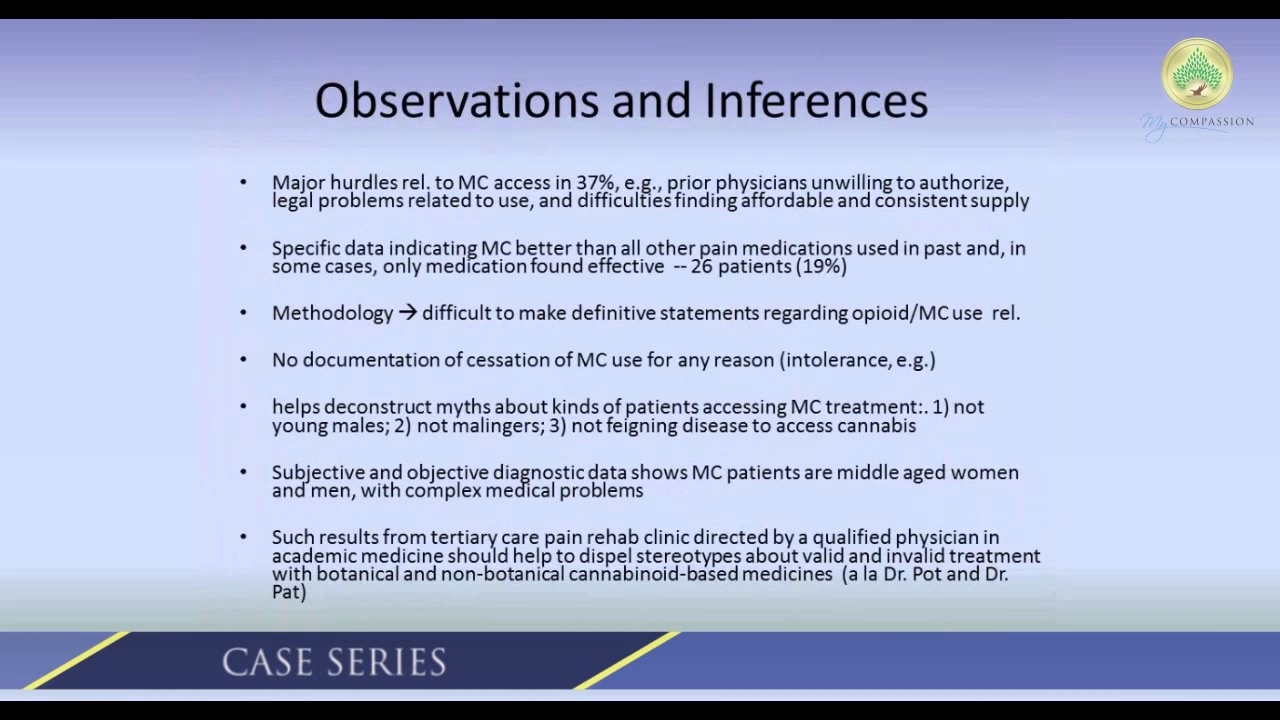 My COMPASSION
Observations and Inferences
• Major hurdles rel. to MC access in 37%, e.g., prior physicians unwilling to authorize,
legal problems related to use, and difficulties finding affordable and consistent supply
• Specific data indicating MC better than all other pain medications used in past and, in
some cases, only medication found effective -- 26 patients (19%)
• Methodology → difficult to make definitive statements regarding opioid/MC use rel.
• No documentation of cessation of MC use for any reason (intolerance, e.g.)
• helps deconstruct myths about kinds of patients accessing MC treatment:. 1) not
young males; 2) not malingers; 3) not feigning disease to access cannabis
• Subjective and objective diagnostic data shows MC patients are middle aged women
and men, with complex medical problems
• Such results from tertiary care pain rehab clinic directed by a qualified physician in
academic medicine should help to dispel stereotypes about valid and invalid treatment
with botanical and non-botanical cannabinoid-based medicines (a la Dr. Pot and Dr.
Pat)
CASE SERIES